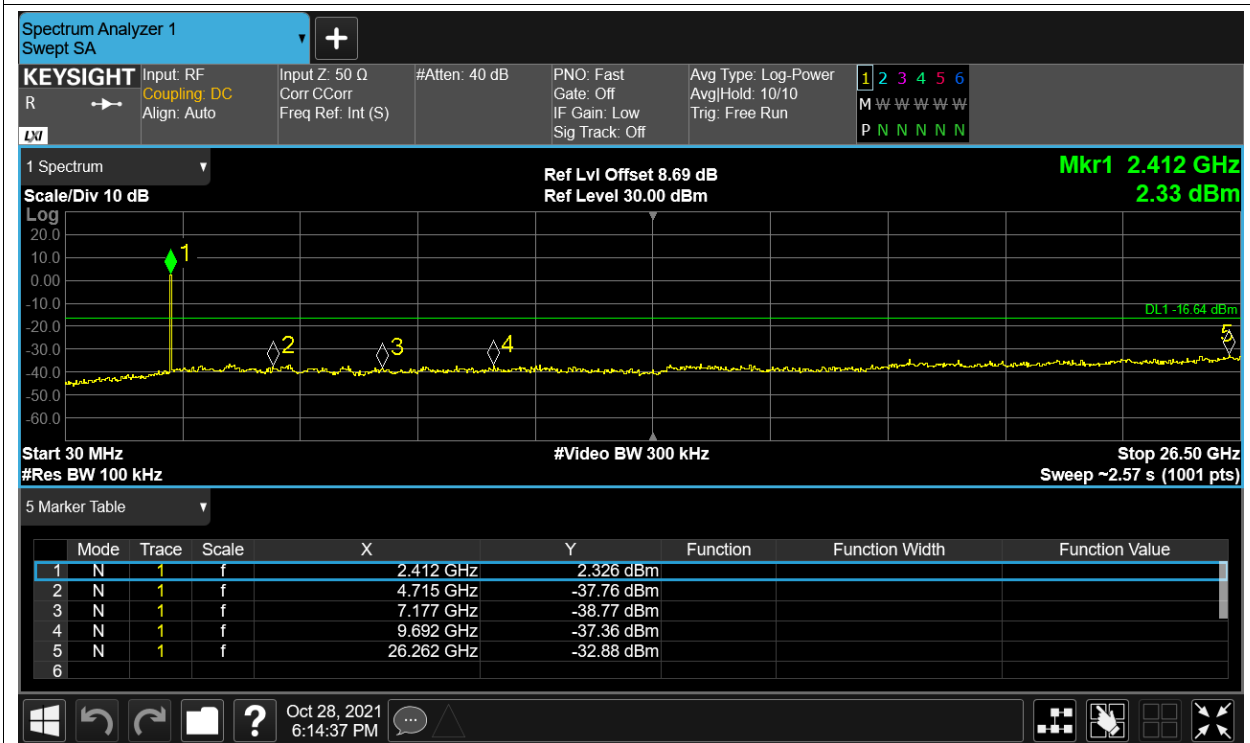 Spectrum Analyzer 1
Swept SA
+
KEYSIGHT Input: RF Input Z: 50 Ω #Atten: 40 dB PNO: Fast Avg Type: Log-Power 1 2 3 4 5 6
R Coupling: DC Corr CCorr Gate: Off Avg|Hold: 10/10 M W W W W W
Align: Auto Freq Ref: Int (S) IF Gain: Low Trig: Free Run
LXI Sig Track: Off P N N N N N
1 Spectrum Ref Lvl Offset 8.69 dB Mkr1 2.412 GHz
Scale/Div 10 dB Ref Level 30.00 dBm 2.33 dBm
Log
20.0
10.0 1
0.00
-10.0 DL1 -16.64 dBm
-20.0
-30.0 2 3 4 5
-40.0
-50.0
-60.0
Start 30 MHz #Video BW 300 kHz Stop 26.50 GHz
#Res BW 100 kHz Sweep ~2.57 s (1001 pts)
5 Marker Table
Mode Trace Scale X Y Function Function Width Function Value
1 N 1 f 2.412 GHz 2.326 dBm
2 N 1 f 4.715 GHz -37.76 dBm
3 N 1 f 7.177 GHz -38.77 dBm
4 N 1 f 9.692 GHz -37.36 dBm
5 N 1 f 26.262 GHz -32.88 dBm
6
? Oct 28, 2021
6:14:37 PM